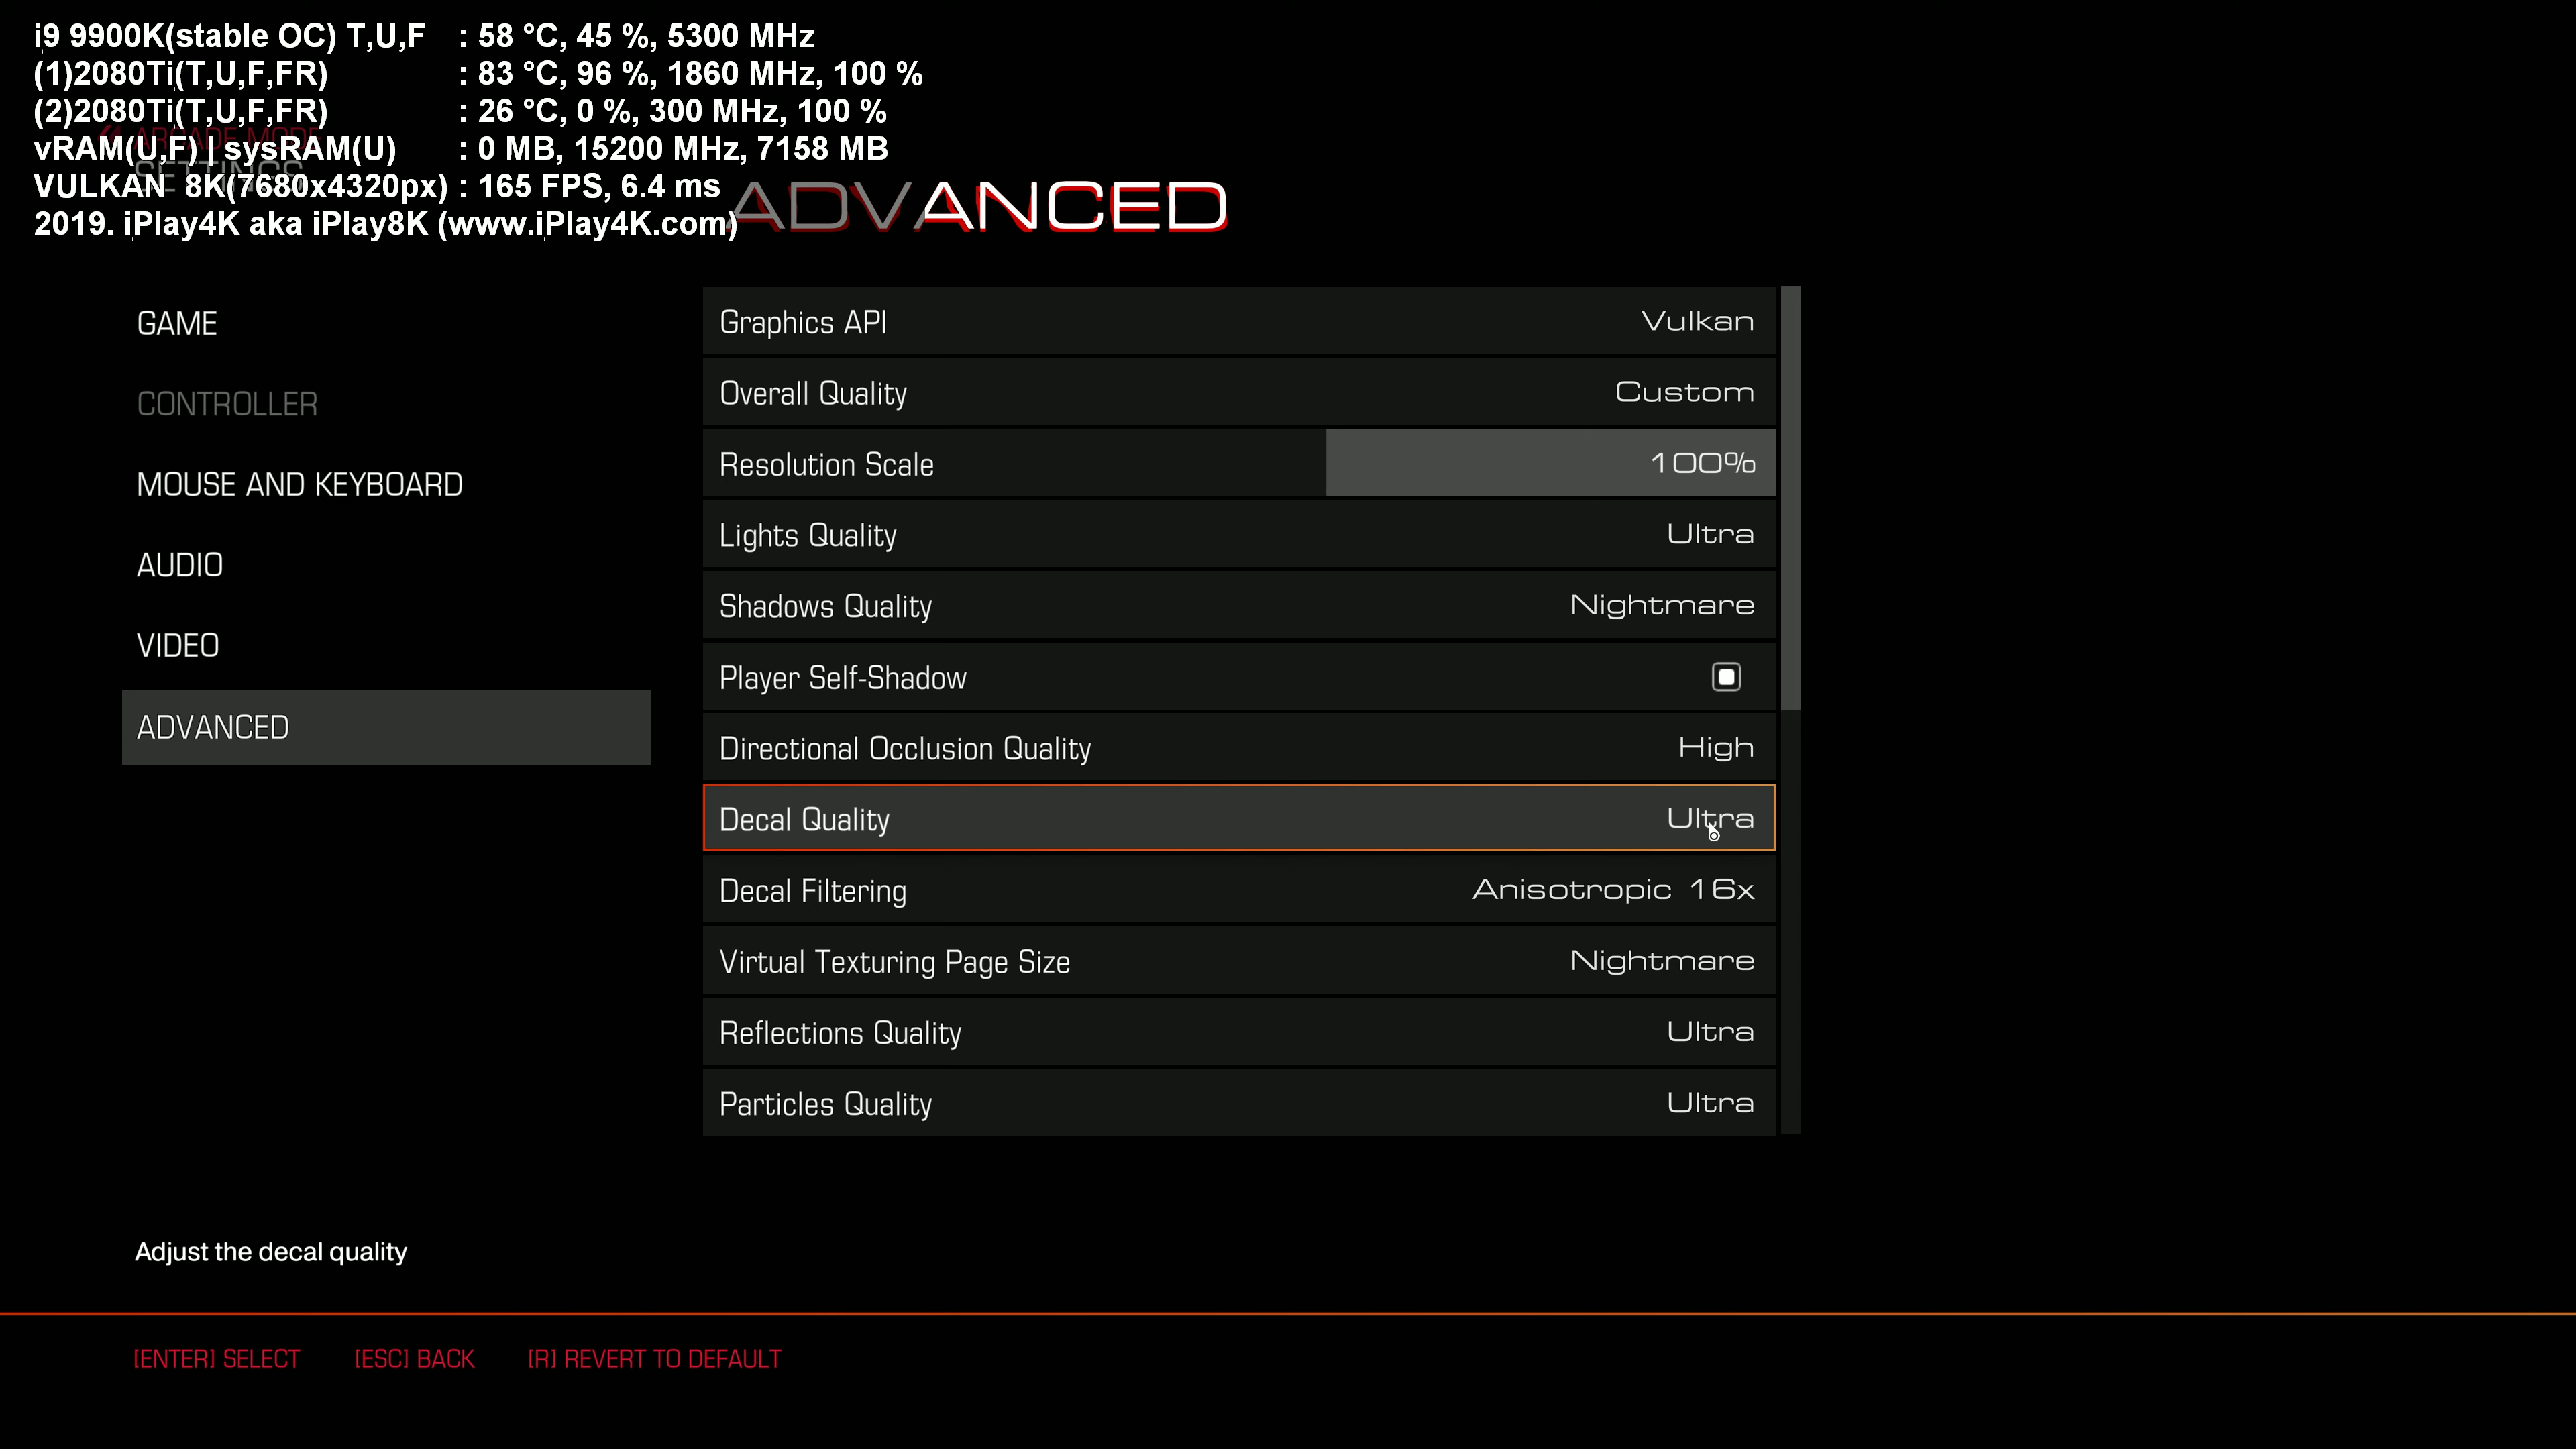 i9 9900K(stable OC) T,U,F : 58 °C, 45 %, 5300 MHz
(1)2080Ti(T,U,F,FR) : 83 °C, 96 %, 1860 MHz, 100 %
(2)2080Ti(T,U,F,FR) : 26 °C, 0 %, 300 MHz, 100 %
ARCADE MODE
vRAM(U,F) | sysRAM(U) : 0 MB, 15200 MHz, 7158 MB
SETTINGS
VULKAN 8K(7680x4320px) : 165 FPS, 6.4 ms
2019. iPlay4K aka iPlay8K (www.iPlay4K.com)
ADVANCED
GAME
CONTROLLER
MOUSE AND KEYBOARD
AUDIO
VIDEO
ADVANCED
Graphics API Vulkan
Overall Quality Custom
Resolution Scale 100%
Lights Quality Ultra
Shadows Quality Nightmare
Player Self-Shadow
Directional Occlusion Quality High
Decal Quality Ultra
Decal Filtering Anisotropic 16x
Virtual Texturing Page Size Nightmare
Reflections Quality Ultra
Particles Quality Ultra
Adjust the decal quality
[ENTER] SELECT [ESC] BACK [R] REVERT TO DEFAULT